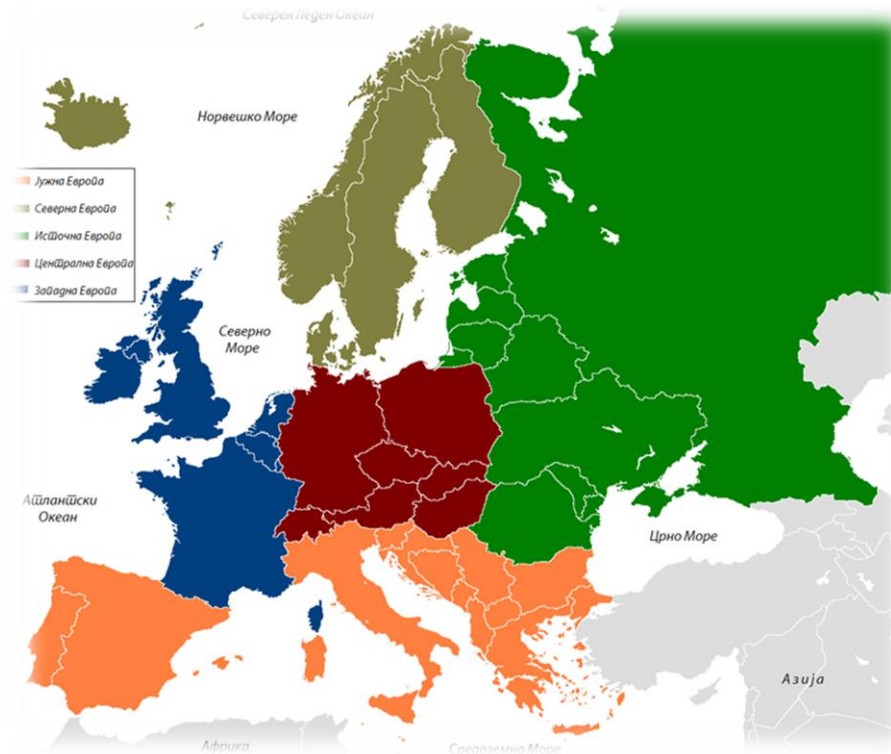 Северен Леден Океан
Норвешко Море
Јужна Европа
Северна Европа
Источна Европа
Централна Европа
Западна Европа
Северно
Море
Атлантски
Океан
Црно Море
Азија
Африка
Средоземно Море